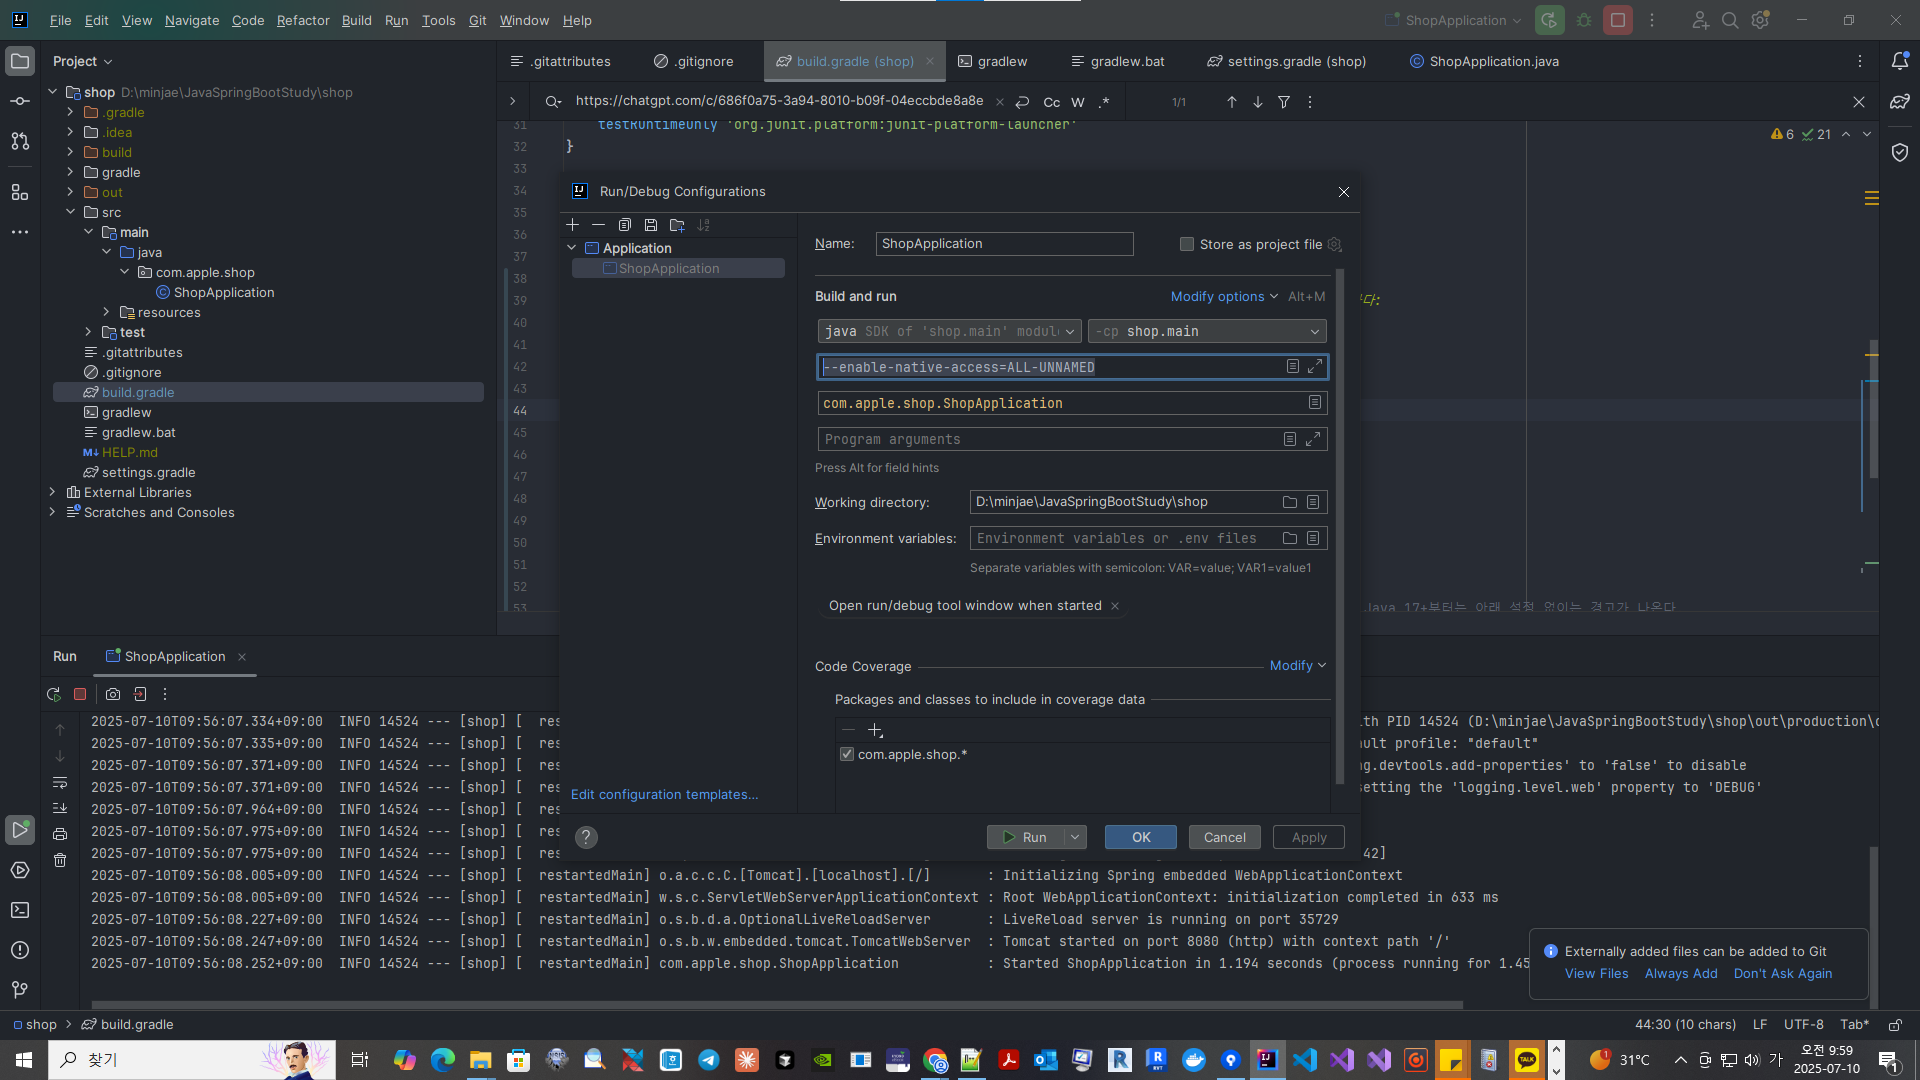 File Edit View Navigate Code Refactor Build Run Tools Git Window Help
ShopApplication
Project
.gitattributes
.gitignore
build.gradle (shop)
gradlew
gradlew.bat
settings.gradle (shop)
ShopApplication.java
shop D:\minjae\JavaSpringBootStudy\shop
.gradle
.idea
build
gradle
out
src
main
java
com.apple.shop
ShopApplication
resources
test
.gitattributes
.gitignore
build.gradle
gradlew
gradlew.bat
HELP.md
settings.gradle
External Libraries
Scratches and Consoles
https://chatgpt.com/c/686f0a75-3a94-8010-b09f-04eccbde8a8e
Cc W .*
1/1
6 21
31 testRuntimeOnly 'org.junit.platform:junit-platform-launcher'
32 }
33
34
35
36
37
38
39
40
41
42
43
44
45
46
47
48
49
50
51
52
53
다:
Java 17+부터는 아래 설정 없이는 경고가 나온다
Run/Debug Configurations
Application
ShopApplication
Edit configuration templates...
Name: ShopApplication
Store as project file
Build and run
Modify options Alt+M
java SDK of 'shop.main' modul
-cp shop.main
--enable-native-access=ALL-UNNAMED
com.apple.shop.ShopApplication
Program arguments
Press Alt for field hints
Working directory: D:\minjae\JavaSpringBootStudy\shop
Environment variables: Environment variables or .env files
Separate variables with semicolon: VAR=value; VAR1=value1
Open run/debug tool window when started
Code Coverage
Modify
Packages and classes to include in coverage data
com.apple.shop.*
Run
OK
Cancel
Apply
Run ShopApplication
2025-07-10T09:56:07.334+09:00 INFO 14524 --- [shop] [ res th PID 14524 (D:\minjae\JavaSpringBootStudy\shop\out\production\
2025-07-10T09:56:07.335+09:00 INFO 14524 --- [shop] [ res ult profile: "default"
2025-07-10T09:56:07.371+09:00 INFO 14524 --- [shop] [ res g.devtools.add-properties' to 'false' to disable
2025-07-10T09:56:07.371+09:00 INFO 14524 --- [shop] [ res etting the 'logging.level.web' property to 'DEBUG'
2025-07-10T09:56:07.964+09:00 INFO 14524 --- [shop] [ res
2025-07-10T09:56:07.975+09:00 INFO 14524 --- [shop] [ res
2025-07-10T09:56:07.975+09:00 INFO 14524 --- [shop] [ res 42]
2025-07-10T09:56:08.005+09:00 INFO 14524 --- [shop] [ restartedMain] o.a.c.c.C.[Tomcat].[localhost].[/] : Initializing Spring embedded WebApplicationContext
2025-07-10T09:56:08.005+09:00 INFO 14524 --- [shop] [ restartedMain] w.s.c.ServletWebServerApplicationContext : Root WebApplicationContext: initialization completed in 633 ms
2025-07-10T09:56:08.227+09:00 INFO 14524 --- [shop] [ restartedMain] o.s.b.d.a.OptionalLiveReloadServer : LiveReload server is running on port 35729
2025-07-10T09:56:08.247+09:00 INFO 14524 --- [shop] [ restartedMain] o.s.b.w.embedded.tomcat.TomcatWebServer : Tomcat started on port 8080 (http) with context path '/'
2025-07-10T09:56:08.252+09:00 INFO 14524 --- [shop] [ restartedMain] com.apple.shop.ShopApplication : Started ShopApplication in 1.194 seconds (process running for 1.45
Externally added files can be added to Git
View Files Always Add Don't Ask Again
shop > build.gradle
44:30 (10 chars) LF UTF-8 Tab*
찾기
31°C
가
오전 9:59
2025-07-10